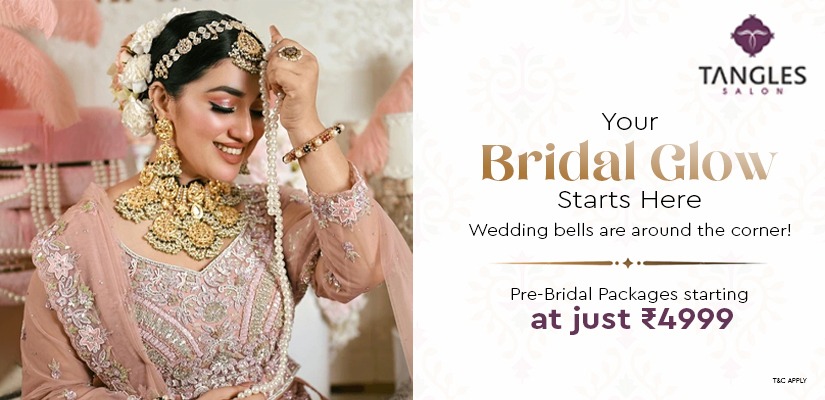 TANGLES
SALON
Your
Bridal Glow
Starts Here
Wedding bells are around the corner!
Pre-Bridal Packages starting
at just ₹4999
T&C APPLY